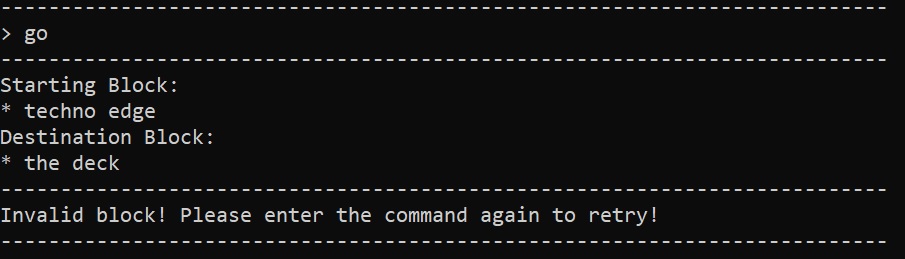 --------------------------------------------------------------------------
> go
--------------------------------------------------------------------------
Starting Block:
* techno edge
Destination Block:
* the deck
--------------------------------------------------------------------------
Invalid block! Please enter the command again to retry!
--------------------------------------------------------------------------